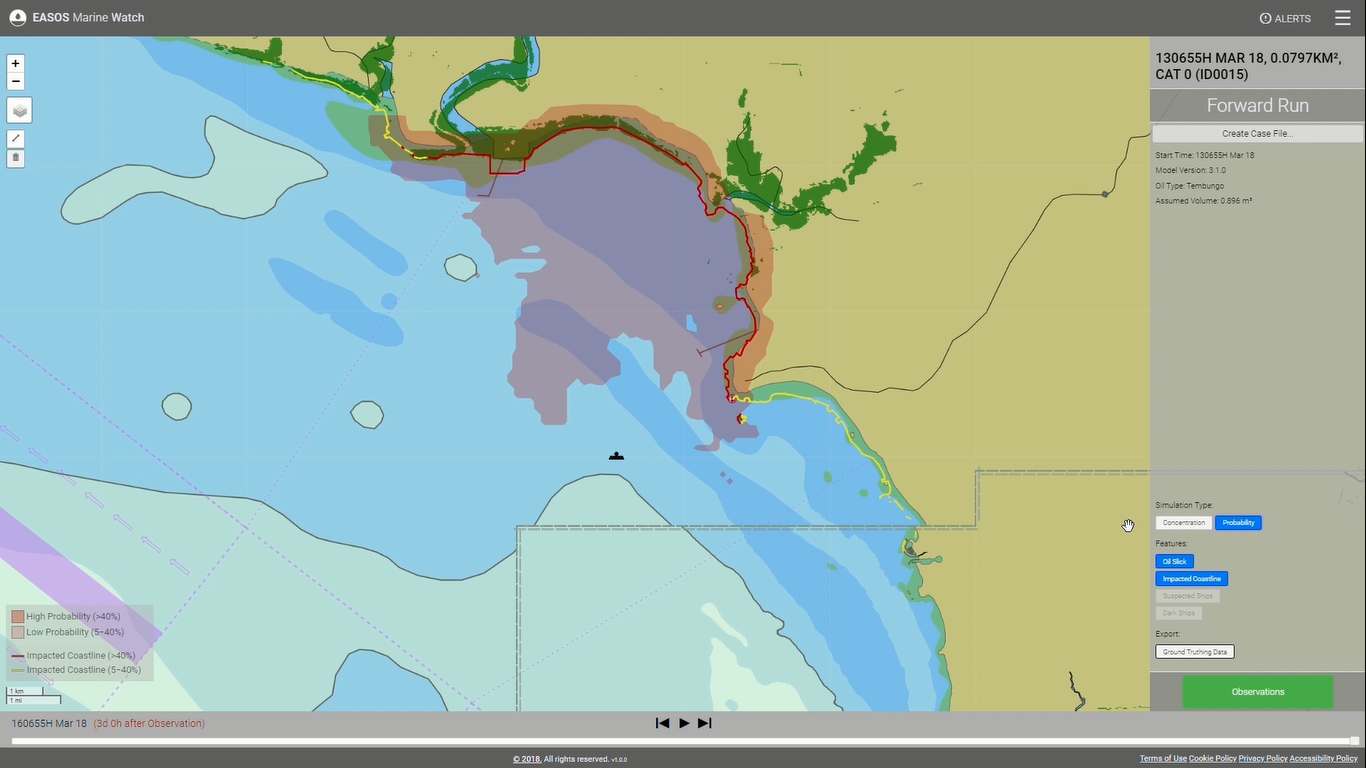 EASOS Marine Watch
ALERTS
+
−
130655H MAR 18, 0.0797KM²,
CAT 0 (ID0015)
Forward Run
Create Case File...
Start Time: 130655H Mar 18
Model Version: 3.1.0
Oil Type: Tembungo
Assumed Volume: 0.896 m³
Simulation Type:
Concentration Probability
Features:
Oil Slick
Impacted Coastline
Suspected Ships
Dark Ships
Export:
Ground Truthing Data
Observations
High Probability (>40%)
Low Probability (5-40%)
Impacted Coastline (>40%)
Impacted Coastline (5-40%)
1 km
1 mi
160655H Mar 18 (3d 0h after Observation)
© 2018. All rights reserved. v1.0.0
Terms of Use Cookie Policy Privacy Policy Accessibility Policy